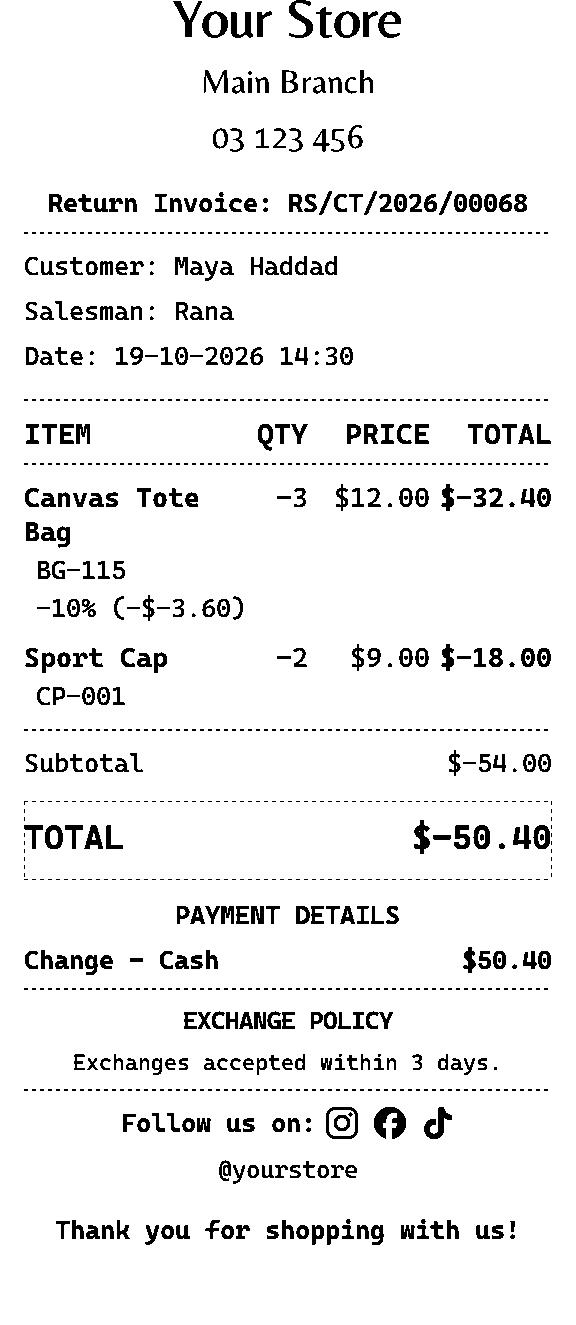 Your Store
Main Branch
03 123 456
Return Invoice: RS/CT/2026/00068
Customer: Maya Haddad
Salesman: Rana
Date: 19-10-2026 14:30
ITEM QTY PRICE TOTAL
Canvas Tote Bag -3 $12.00 $-32.40
BG-115
-10% (-$-3.60)
Sport Cap -2 $9.00 $-18.00
CP-001
Subtotal $-54.00
TOTAL $-50.40
PAYMENT DETAILS
Change - Cash $50.40
EXCHANGE POLICY
Exchanges accepted within 3 days.
Follow us on:
@yourstore
Thank you for shopping with us!